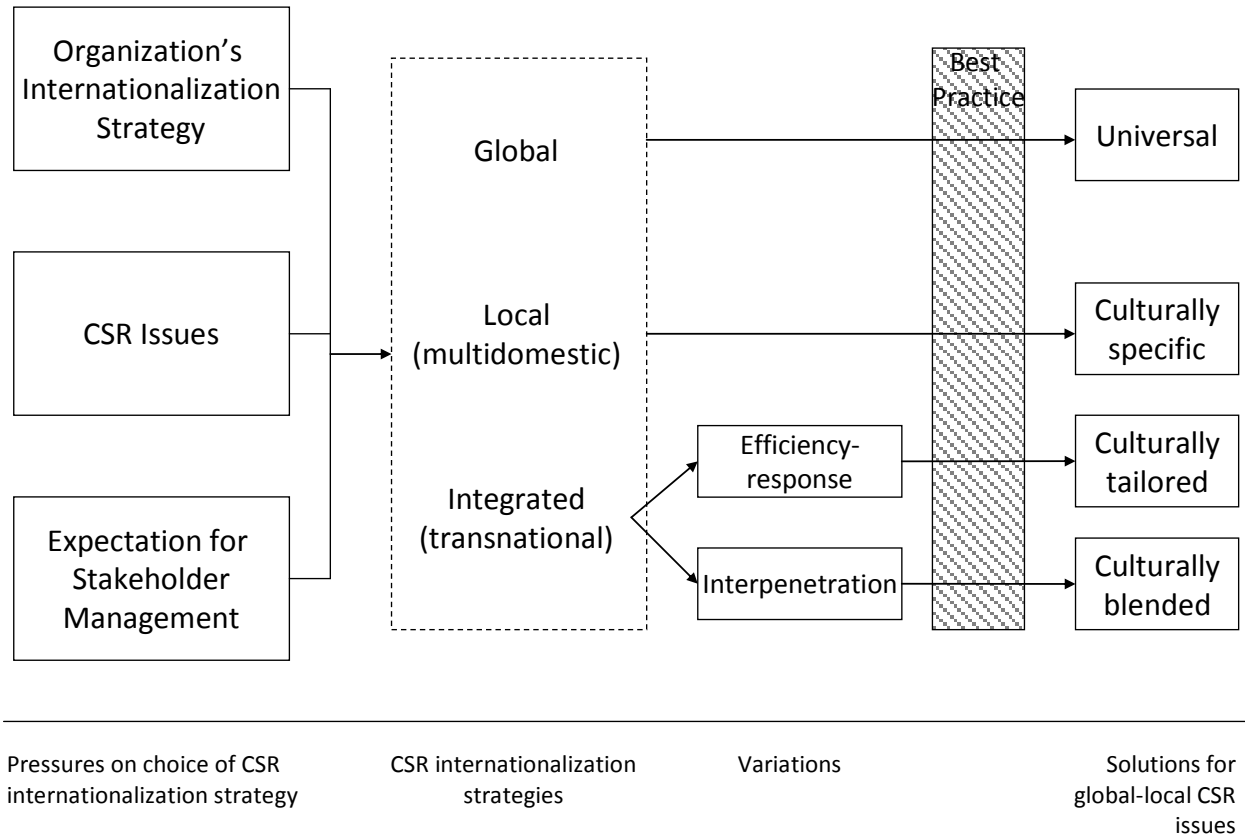 Organization’s
Internationalization
Strategy
CSR Issues
Expectation for
Stakeholder
Management
Global
Local
(multidomestic)
Integrated
(transnational)
Efficiency-
response
Interpenetration
Best
Practice
Universal
Culturally
specific
Culturally
tailored
Culturally
blended
Pressures on choice of CSR
internationalization strategy
CSR internationalization
strategies
Variations
Solutions for
global-local CSR
issues